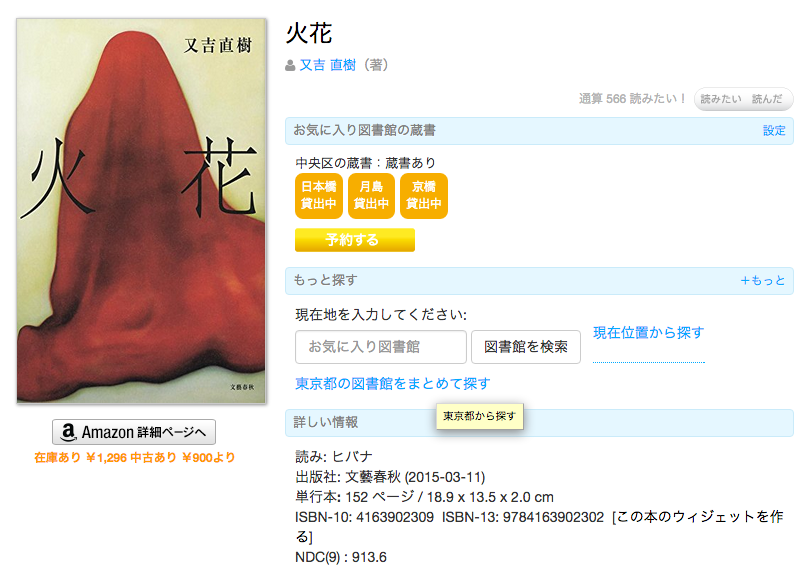 又吉直樹
火 花
文藝春秋
Amazon 詳細ページへ
在庫あり ¥1,296 中古あり ¥900より
火花
又吉 直樹（著）
通算 566 読みたい！ 読みたい 読んだ
お気に入り図書館の蔵書 設定
中央区の蔵書：蔵書あり
日本橋 月島 京橋
貸出中 貸出中 貸出中
予約する
もっと探す +もっと
現在地を入力してください:
お気に入り図書館 図書館を検索 現在位置から探す
東京都の図書館をまとめて探す
東京都から探す
詳しい情報
読み: ヒバナ
出版社: 文藝春秋 (2015-03-11)
単行本: 152 ページ / 18.9 x 13.5 x 2.0 cm
ISBN-10: 4163902309 ISBN-13: 9784163902302 [この本のウィジェットを作
る]
NDC(9) : 913.6